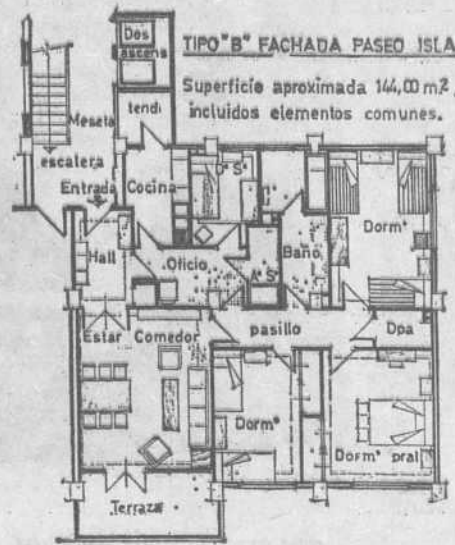 TIPO "B" FACHADA PASEO ISLA
Superficie aproximada 144,00 m²,
incluidos elementos comunes.
Dos
ascens
tend.
Meseta
escalera
Entrada
Cocina
D° S°
Dorm°
Hall
Oficio
Baño
A° S°
Estar Comedor
pasillo
Dpa
Dorm°
Dorm° pral
Terraza